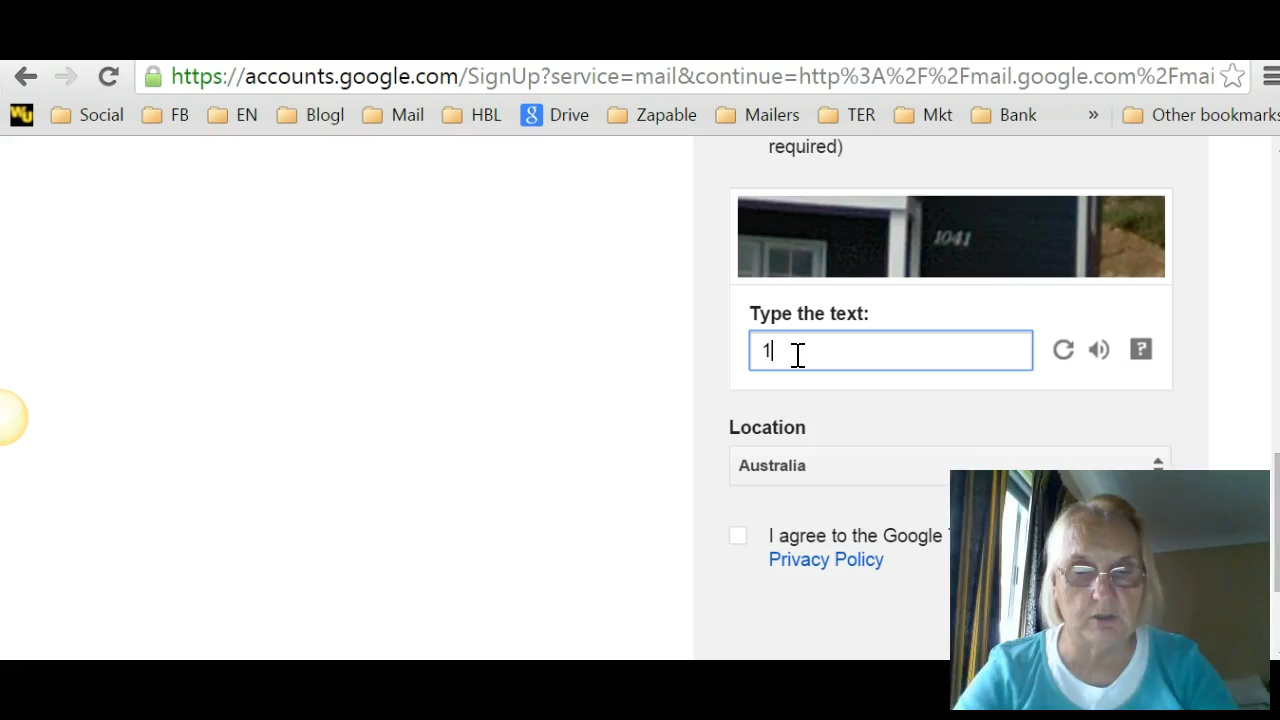 https://accounts.google.com/SignUp?service=mail&continue=http%3A%2F%2Fmail.google.com%2Fmai
WU Social FB EN Blogl Mail HBL g Drive Zapable Mailers TER Mkt Bank » Other bookmarks
required)
1041
Type the text:
1
?
Location
Australia
I agree to the Google
Privacy Policy